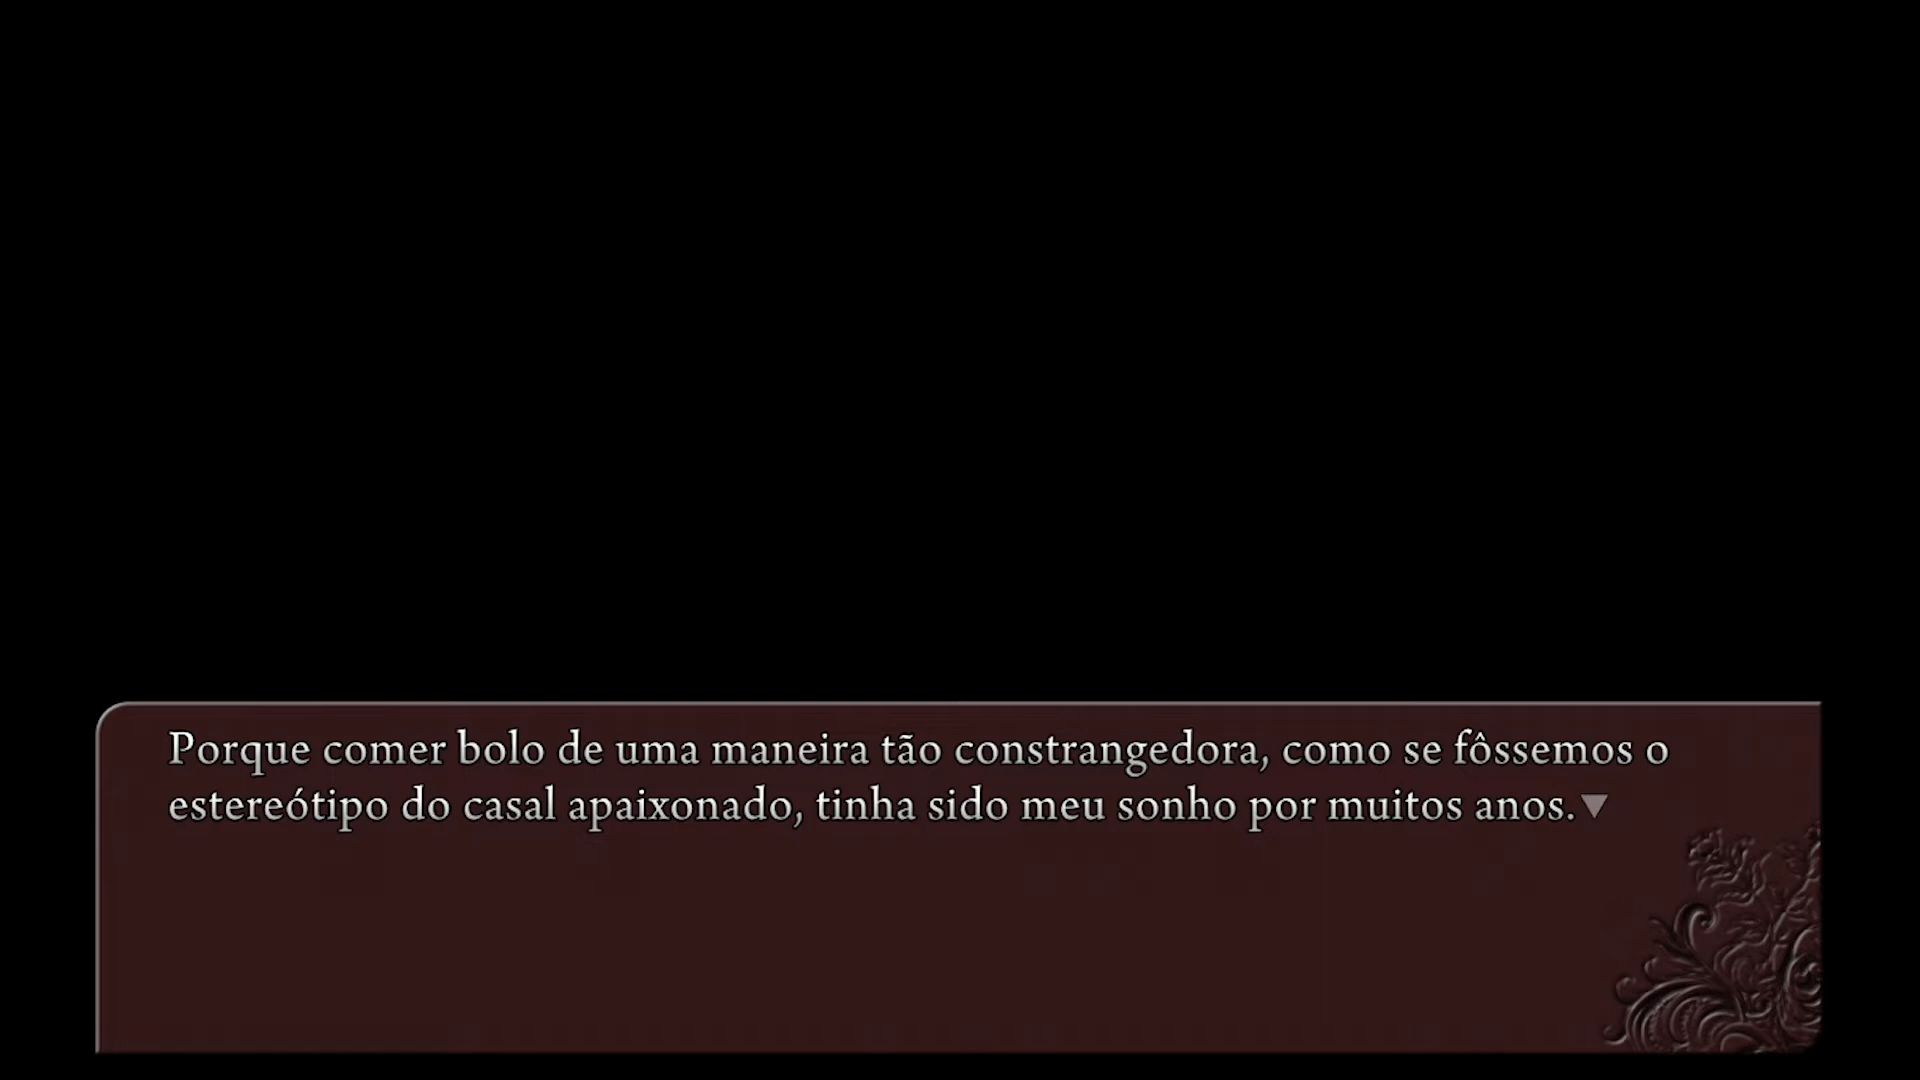 Porque comer bolo de uma maneira tão constrangedora, como se fôssemos o
estereótipo do casal apaixonado, tinha sido meu sonho por muitos anos.